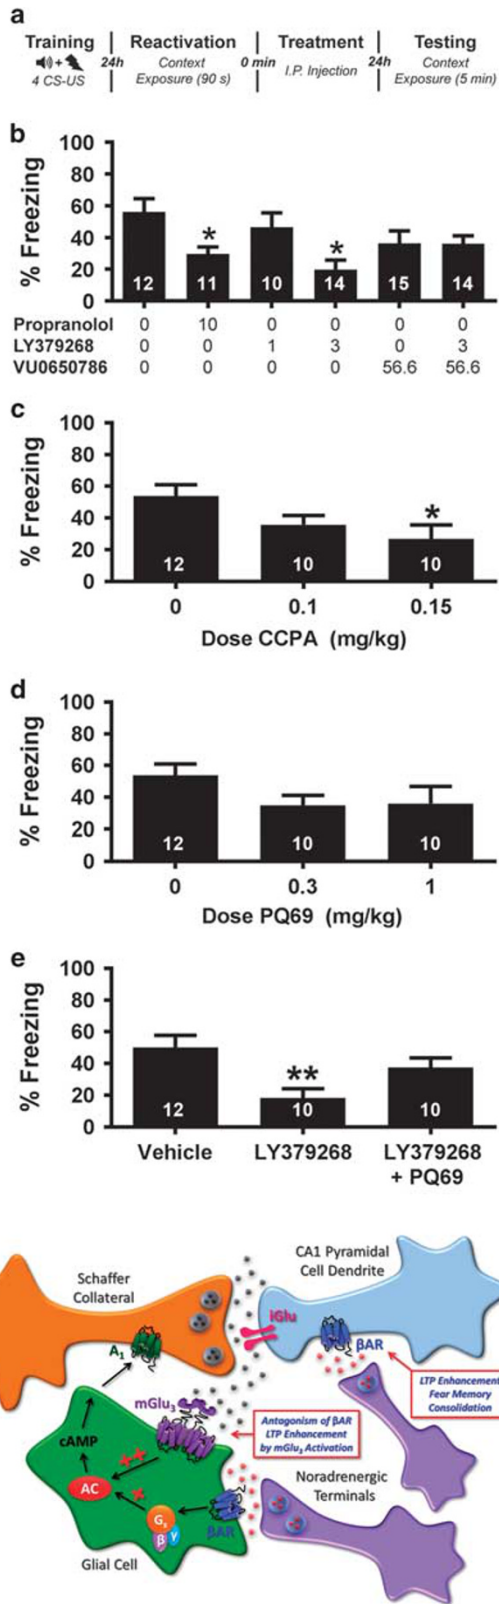 a
Training Reactivation Treatment Testing
+ 24h Context 0 min I.P. Injection 24h Context
4 CS-US Exposure (90 s) Exposure (5 min)
b
% Freezing
100
80
60
40
20
0
* *
12 11 10 14 15 14
Propranolol 0 10 0 0 0 0
LY379268 0 0 1 3 0 3
VU0650786 0 0 0 0 56.6 56.6
c
% Freezing
100
80
60
40
20
0
*
12 10 10
0 0.1 0.15
Dose CCPA (mg/kg)
d
% Freezing
100
80
60
40
20
0
12 10 10
0 0.3 1
Dose PQ69 (mg/kg)
e
% Freezing
100
80
60
40
20
0
**
12 10 10
Vehicle LY379268 LY379268
+ PQ69
Schaffer
Collateral
CA1 Pyramidal
Cell Dendrite
iGlu
A1
βAR
LTP Enhancement
Fear Memory
Consolidation
mGlu3
Antagonism of βAR
LTP Enhancement
by mGlu3 Activation
cAMP
++
AC
+
Gs
β γ
βAR
Noradrenergic
Terminals
Glial Cell